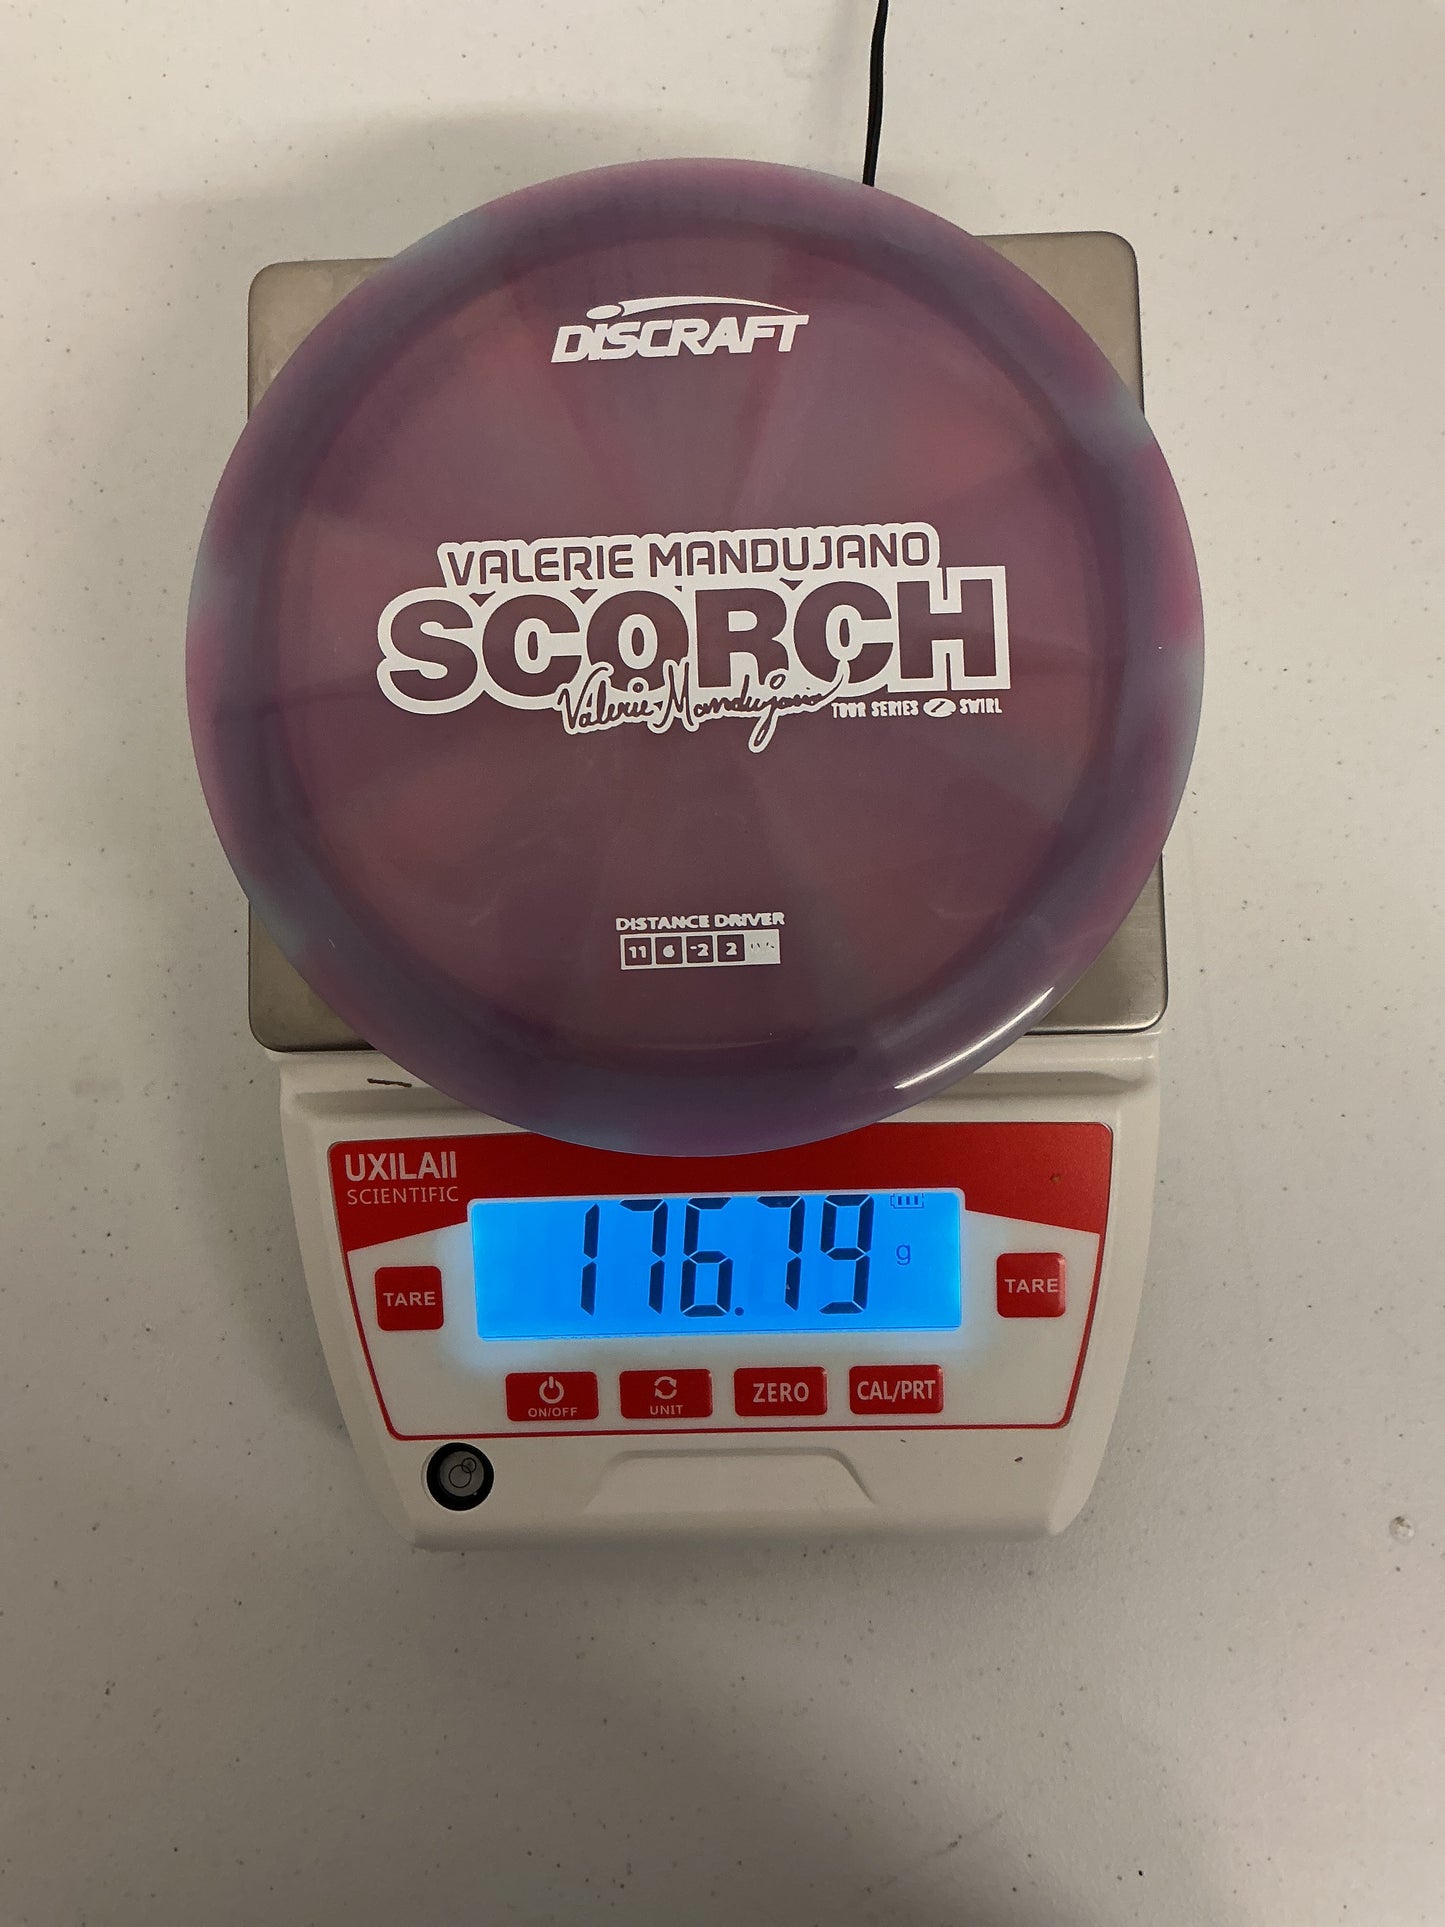 DISCRAFT
VALERIE MANDUJANO
SCORCH
Valerie Mandujano
TOUR SERIES SWIRL
DISTANCE DRIVER
11 6 -2 2
UXILAII
SCIENTIFIC
176.79 g
TARE
TARE
ON/OFF UNIT ZERO CAL/PRT